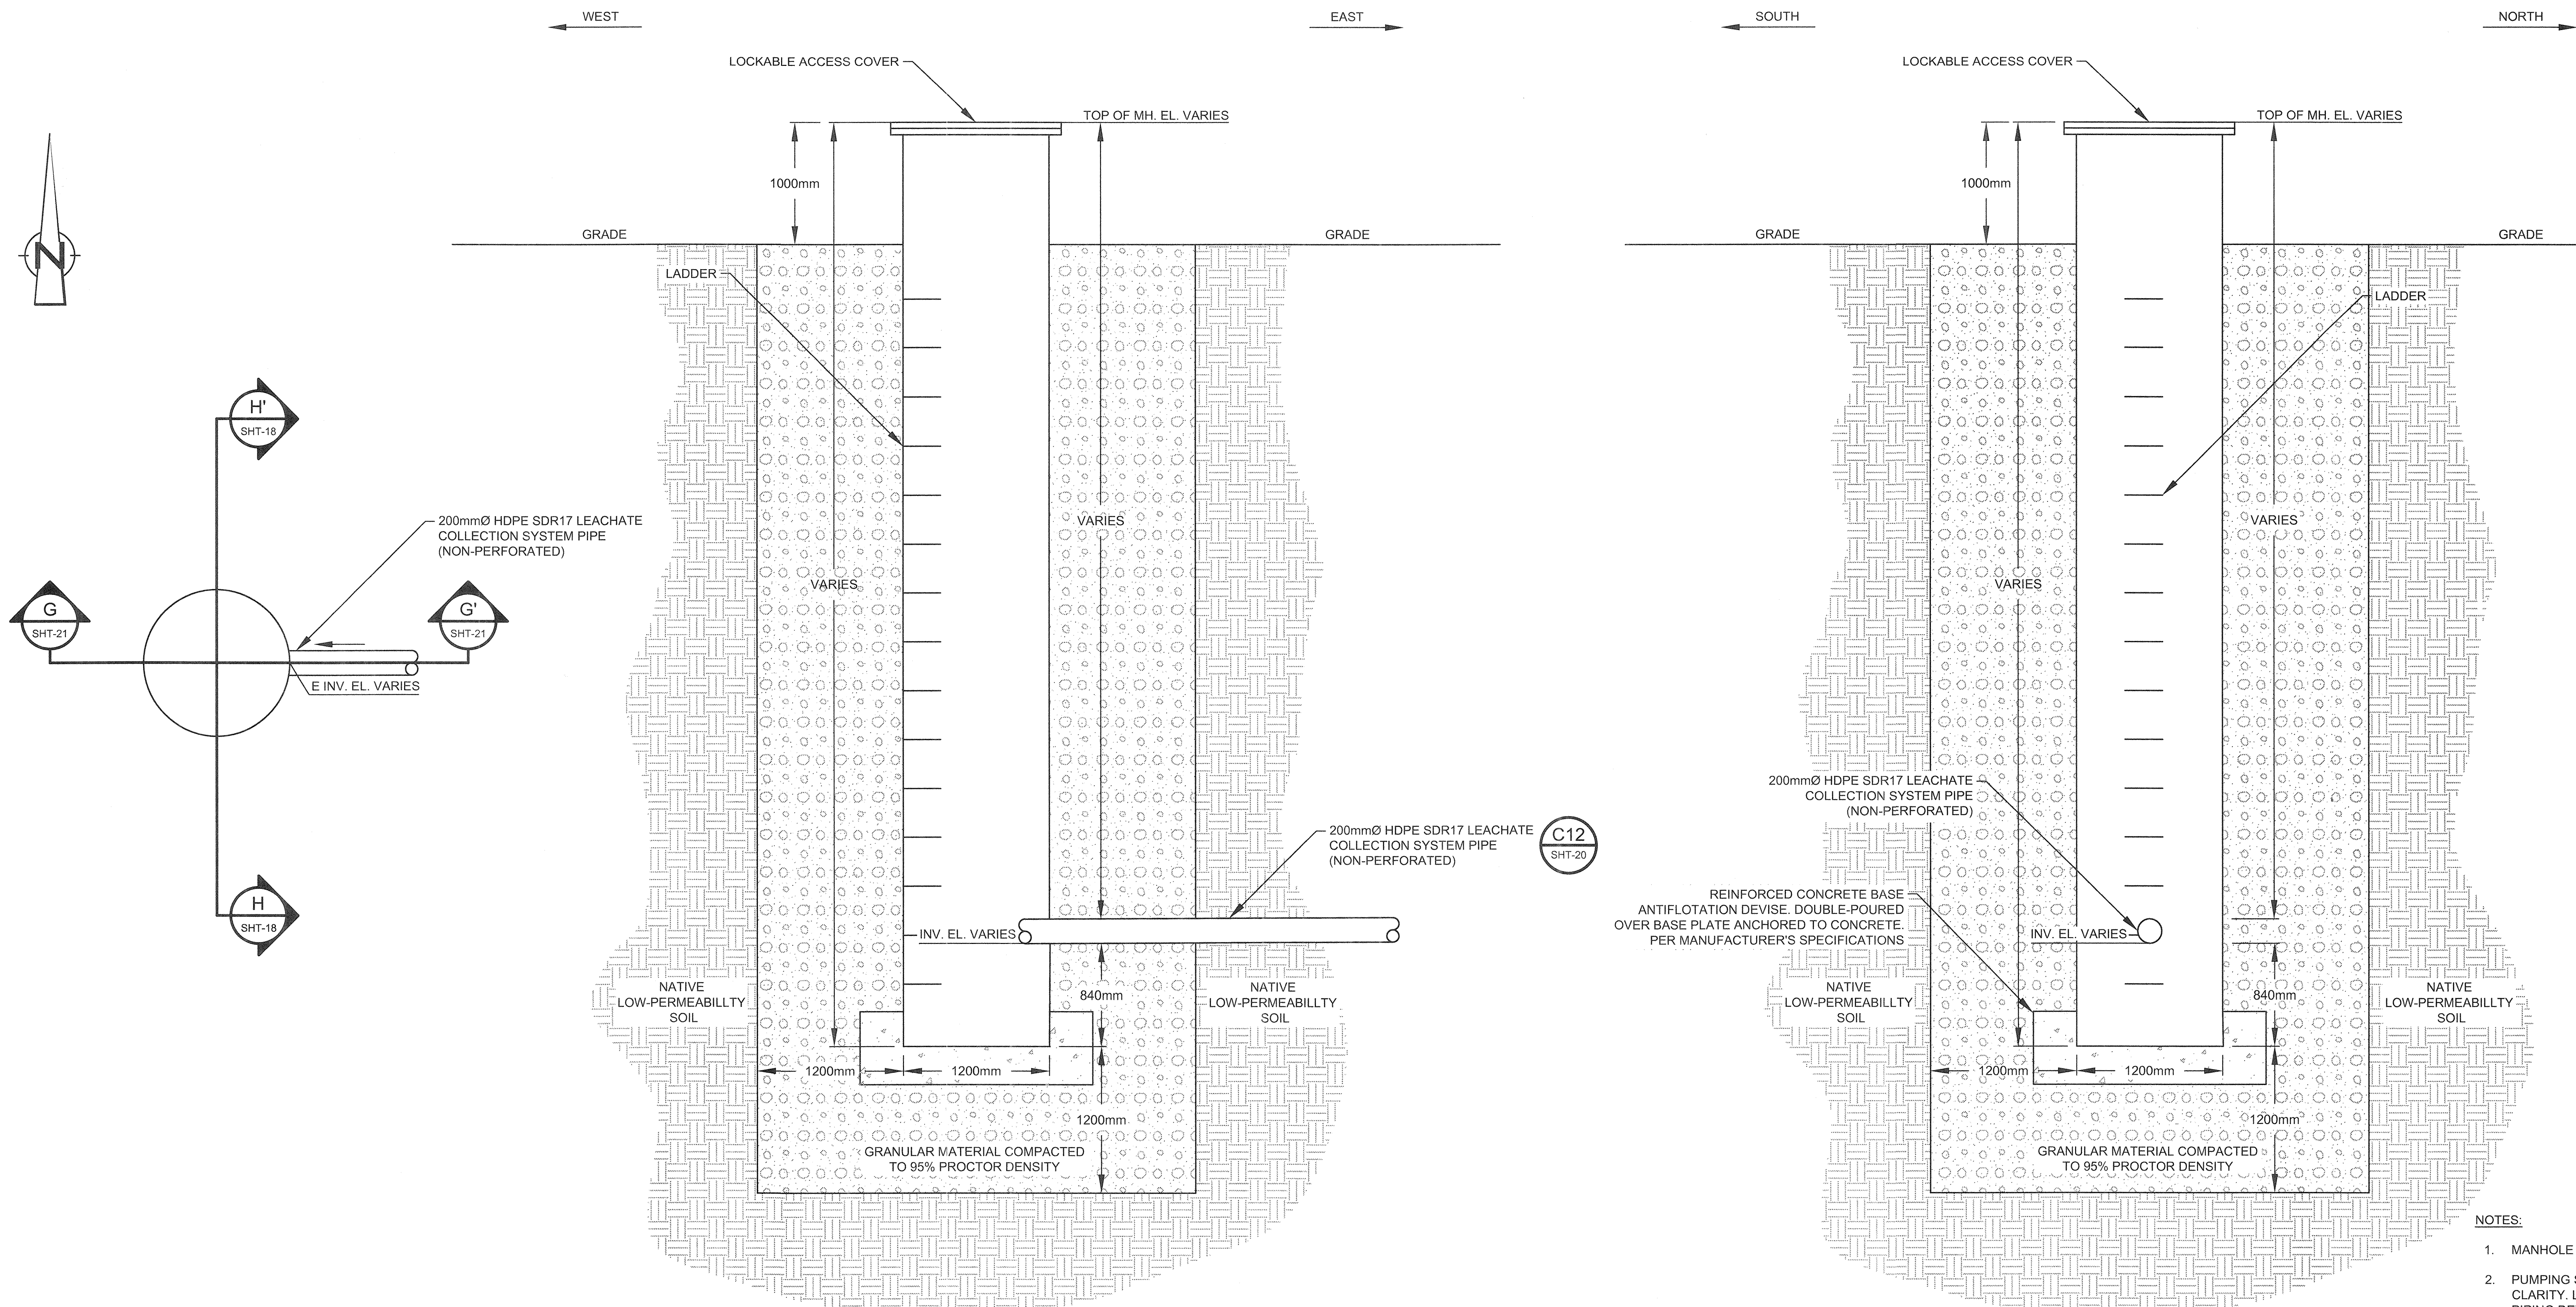 N
H'
SHT-18
200mmØ HDPE SDR17 LEACHATE
COLLECTION SYSTEM PIPE
(NON-PERFORATED)
G
SHT-21
G'
SHT-21
E INV. EL. VARIES
H
SHT-18
WEST
EAST
LOCKABLE ACCESS COVER
TOP OF MH. EL. VARIES
1000mm
GRADE
GRADE
LADDER
VARIES
VARIES
200mmØ HDPE SDR17 LEACHATE
COLLECTION SYSTEM PIPE
(NON-PERFORATED)
C12
SHT-20
INV. EL. VARIES
NATIVE
LOW-PERMEABILLTY
SOIL
840mm
NATIVE
LOW-PERMEABILLTY
SOIL
1200mm
1200mm
1200mm
GRANULAR MATERIAL COMPACTED
TO 95% PROCTOR DENSITY
SOUTH
NORTH
LOCKABLE ACCESS COVER
TOP OF MH. EL. VARIES
1000mm
GRADE
GRADE
LADDER
VARIES
VARIES
200mmØ HDPE SDR17 LEACHATE
COLLECTION SYSTEM PIPE
(NON-PERFORATED)
REINFORCED CONCRETE BASE
ANTIFLOTATION DEVISE. DOUBLE-POURED
OVER BASE PLATE ANCHORED TO CONCRETE.
PER MANUFACTURER'S SPECIFICATIONS
INV. EL. VARIES
NATIVE
LOW-PERMEABILLTY
SOIL
840mm
NATIVE
LOW-PERMEABILLTY
SOIL
1200mm
1200mm
1200mm
GRANULAR MATERIAL COMPACTED
TO 95% PROCTOR DENSITY
NOTES:
1. MANHOLE
2. PUMPING
CLARITY.